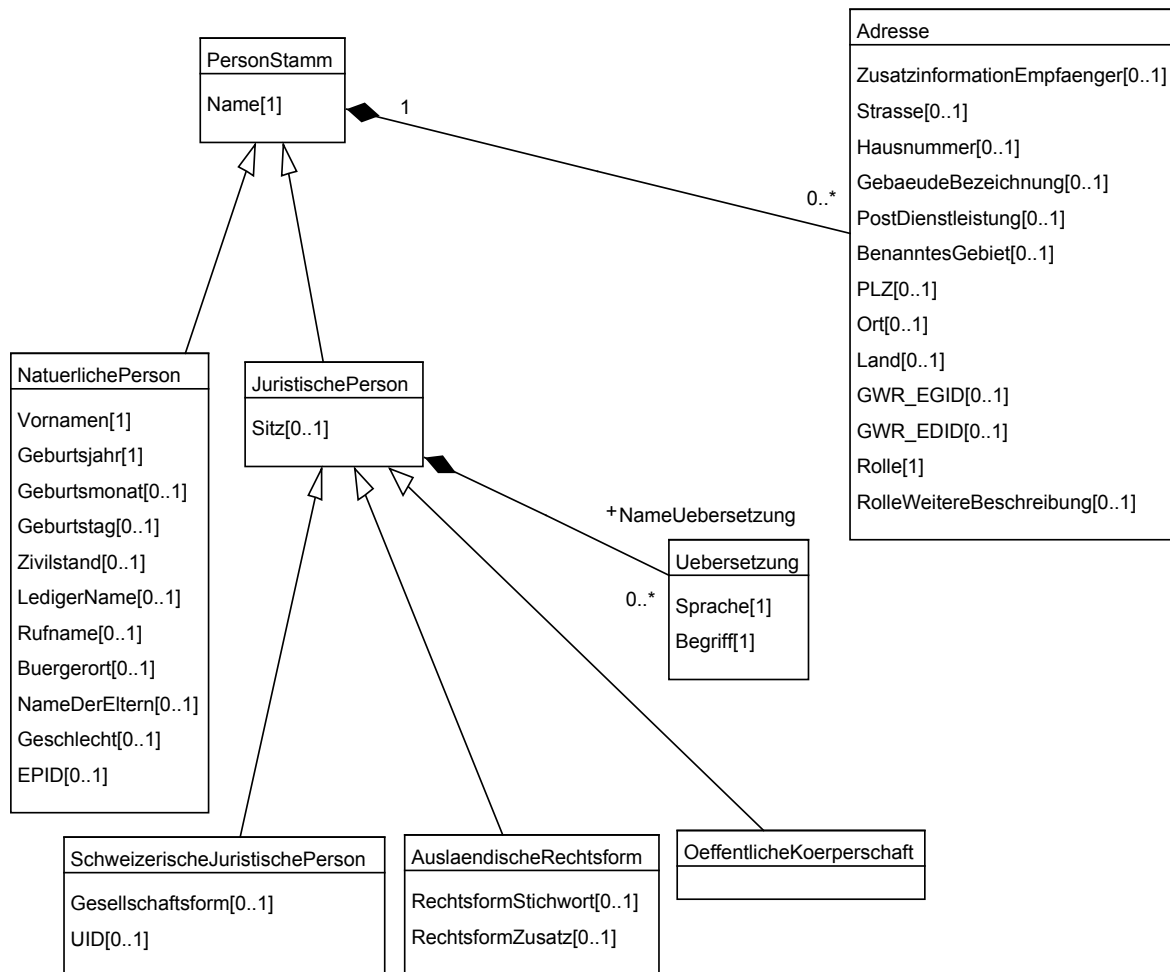 PersonStamm
Name[1]
1
0..*
Adresse
ZusatzinformationEmpfaenger[0..1]
Strasse[0..1]
Hausnummer[0..1]
GebaeudeBezeichnung[0..1]
PostDienstleistung[0..1]
BenanntesGebiet[0..1]
PLZ[0..1]
Ort[0..1]
Land[0..1]
GWR_EGID[0..1]
GWR_EDID[0..1]
Rolle[1]
RolleWeitereBeschreibung[0..1]
NatuerlichePerson
Vornamen[1]
Geburtsjahr[1]
Geburtsmonat[0..1]
Geburtstag[0..1]
Zivilstand[0..1]
LedigerName[0..1]
Rufname[0..1]
Buergerort[0..1]
NameDerEltern[0..1]
Geschlecht[0..1]
EPID[0..1]
JuristischePerson
Sitz[0..1]
+NameUebersetzung
0..*
Uebersetzung
Sprache[1]
Begriff[1]
SchweizerischeJuristischePerson
Gesellschaftsform[0..1]
UID[0..1]
AuslaendischeRechtsform
RechtsformStichwort[0..1]
RechtsformZusatz[0..1]
OeffentlicheKoerperschaft